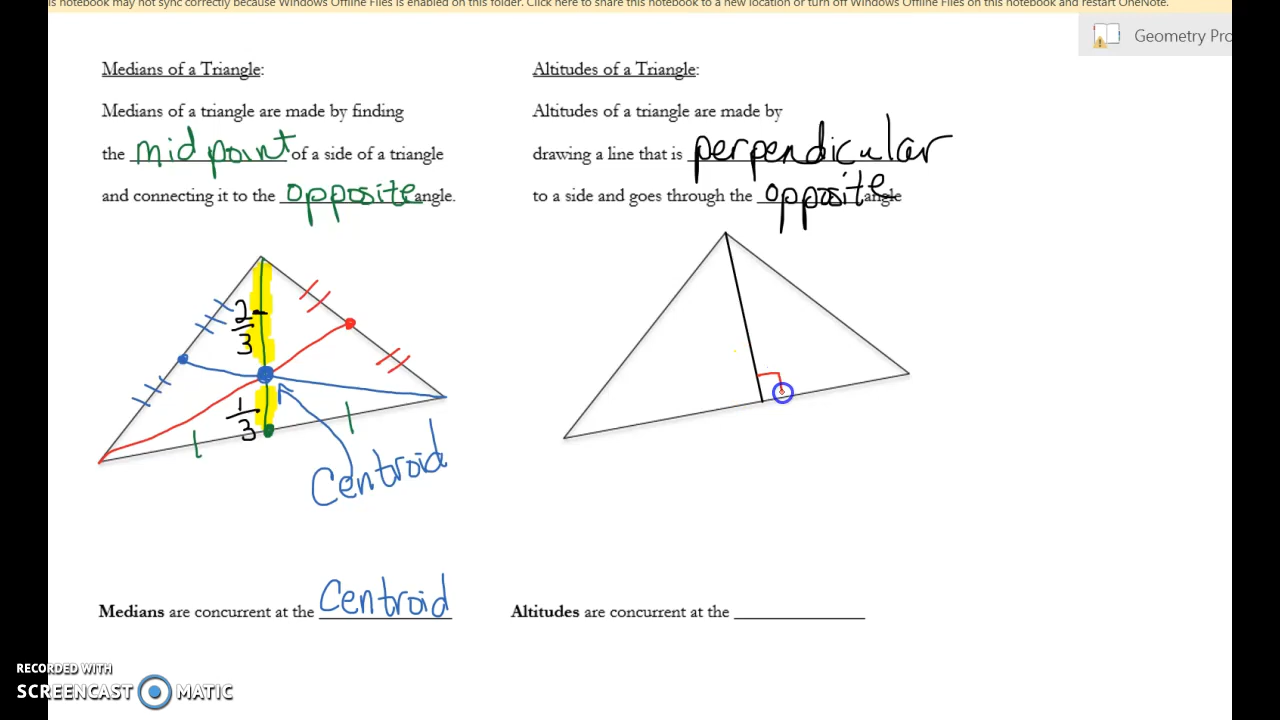 is notebook may not sync correctly because Windows Offline Files is enabled on this folder. Click here to share this notebook to a new location or turn off Windows Offline Files on this notebook and restart OneNote.
Geometry Pro
Medians of a Triangle:
Medians of a triangle are made by finding
the midpoint of a side of a triangle
and connecting it to the opposite angle.
Altitudes of a Triangle:
Altitudes of a triangle are made by
drawing a line that is perpendicular
to a side and goes through the opposite angle
2/3
1/3
Centroid
Medians are concurrent at the Centroid
Altitudes are concurrent at the
RECORDED WITH
SCREENCAST MATIC